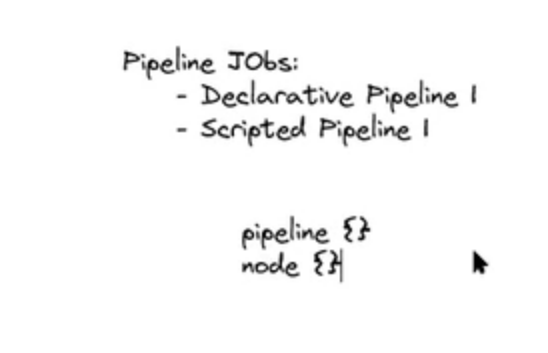 Pipeline JObs:
- Declarative Pipeline |
- Scripted Pipeline |
pipeline {}
node {}